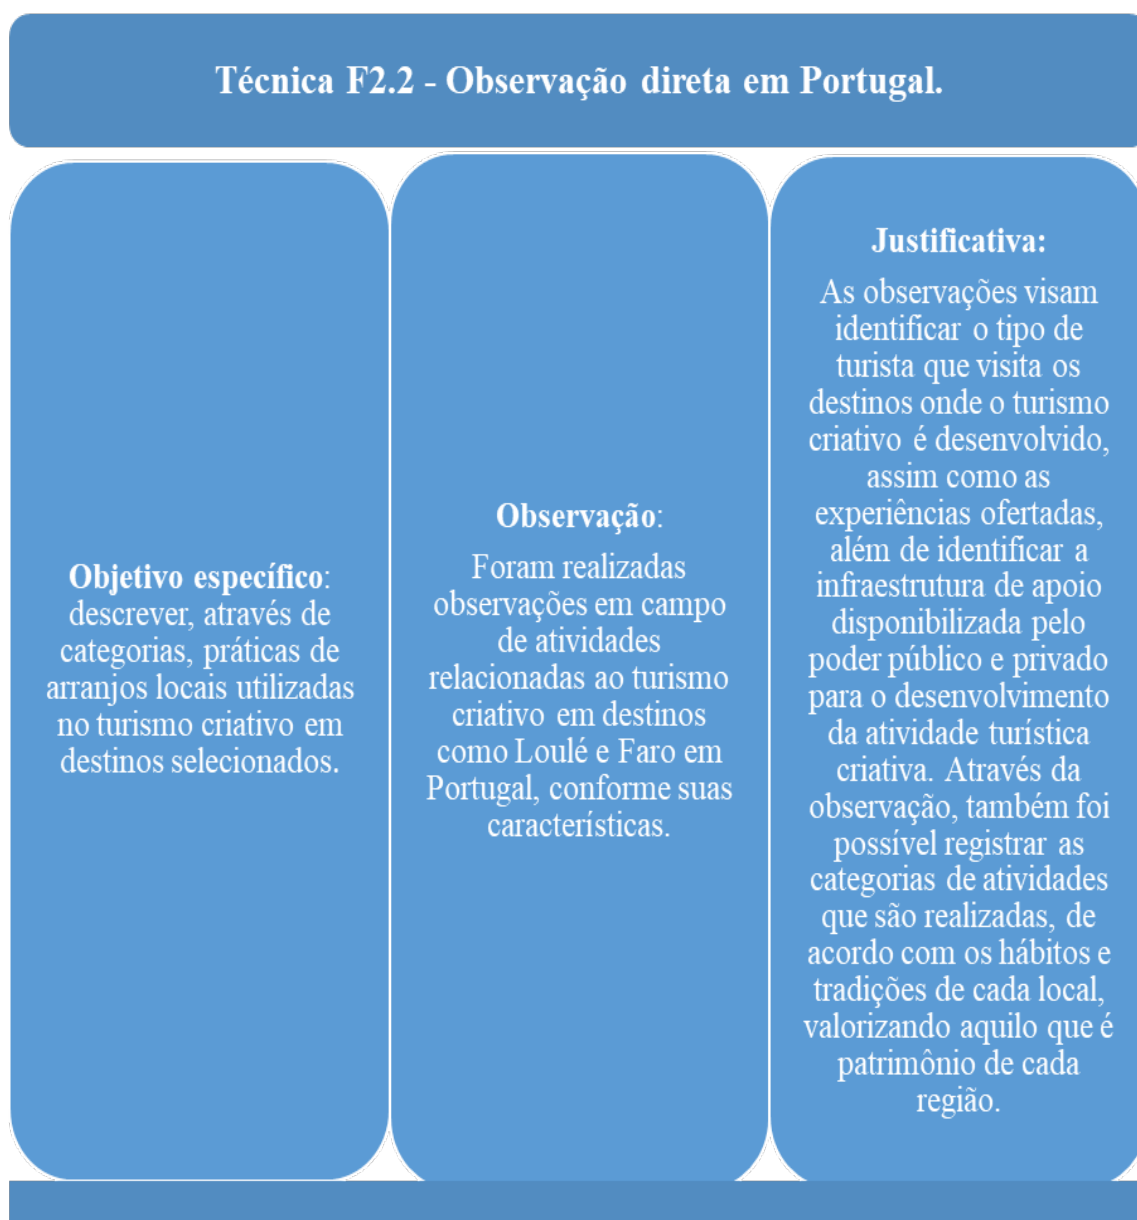 Técnica F2.2 - Observação direta em Portugal.
Objetivo específico:
descrever, através de
categorias, práticas de
arranjos locais utilizadas
no turismo criativo em
destinos selecionados.
Observação:
Foram realizadas
observações em campo
de atividades
relacionadas ao turismo
criativo em destinos
como Loulé e Faro em
Portugal, conforme suas
características.
Justificativa:
As observações visam
identificar o tipo de
turista que visita os
destinos onde o turismo
criativo é desenvolvido,
assim como as
experiências ofertadas,
além de identificar a
infraestrutura de apoio
disponibilizada pelo
poder público e privado
para o desenvolvimento
da atividade turística
criativa. Através da
observação, também foi
possível registrar as
categorias de atividades
que são realizadas, de
acordo com os hábitos e
tradições de cada local,
valorizando aquilo que é
patrimônio de cada
região.